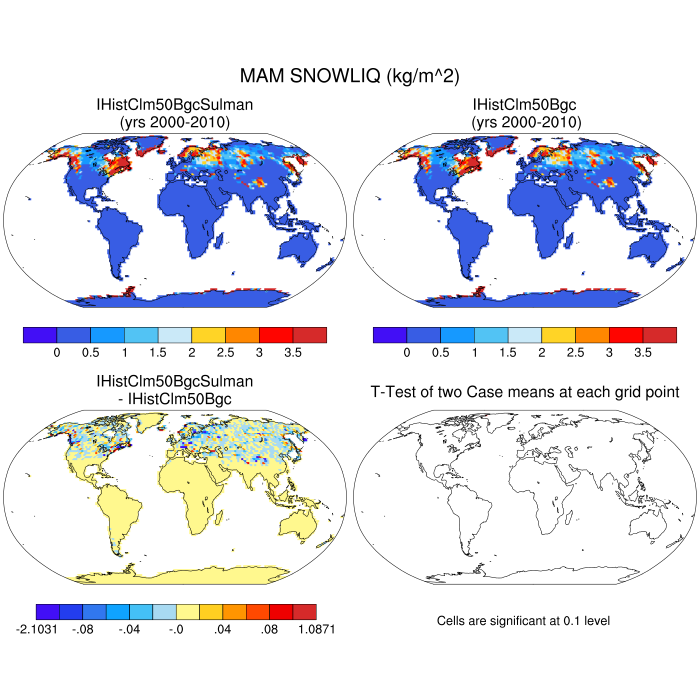 MAM SNOWLIQ (kg/m^2)
IHistClm50BgcSulman
(yrs 2000-2010)
IHistClm50Bgc
(yrs 2000-2010)
0 0.5 1 1.5 2 2.5 3 3.5
0 0.5 1 1.5 2 2.5 3 3.5
IHistClm50BgcSulman
- IHistClm50Bgc
T-Test of two Case means at each grid point
-2.1031 -.08 -.04 -.0 .04 .08 1.0871
Cells are significant at 0.1 level